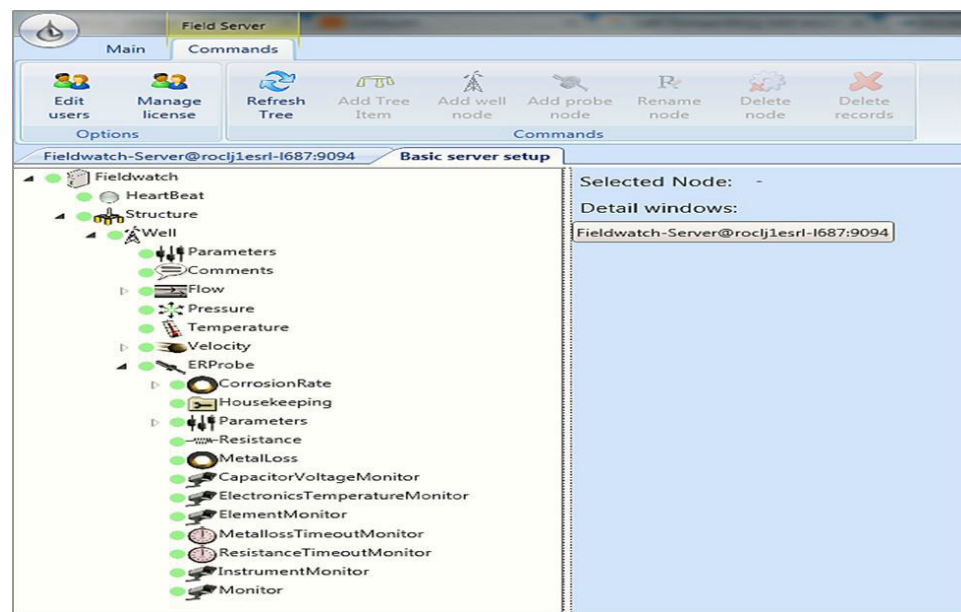 Field Server
Main Commands
Edit users
Manage license
Refresh Tree
Add Tree Item
Add well node
Add probe node
Rename node
Delete node
Delete records
Options
Commands
Fieldwatch-Server@roclj1esrl-l687:9094
Basic server setup
Fieldwatch
HeartBeat
Structure
Well
Parameters
Comments
Flow
Pressure
Temperature
Velocity
ERProbe
CorrosionRate
Housekeeping
Parameters
Resistance
MetalLoss
CapacitorVoltageMonitor
ElectronicsTemperatureMonitor
ElementMonitor
MetallossTimeoutMonitor
ResistanceTimeoutMonitor
InstrumentMonitor
Monitor
Selected Node: -
Detail windows:
Fieldwatch-Server@roclj1esrl-l687:9094